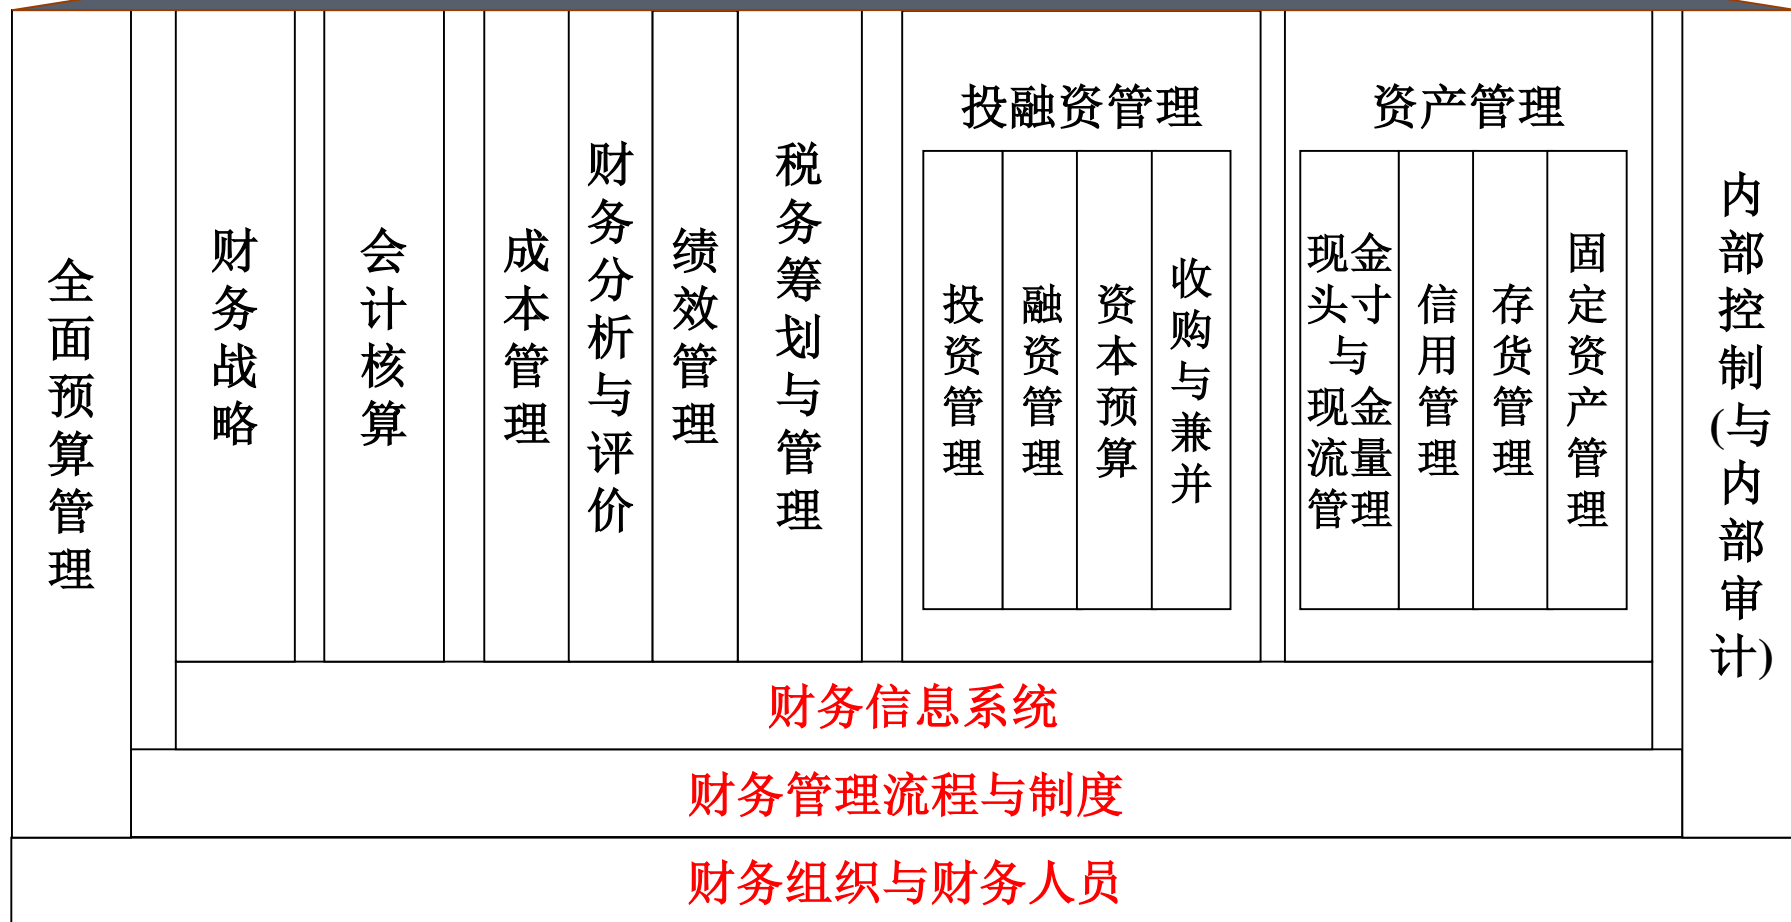 全面预算管理
财务战略
会计核算
成本管理
财务分析与评价
绩效管理
税务筹划与管理
投融资管理
投资管理
融资管理
资本预算
收购与兼并
资产管理
现金
头寸
与
现金
流量
管理
信用管理
存货管理
固定资产管理
内部控制(与内部审计)
财务信息系统
财务管理流程与制度
财务组织与财务人员